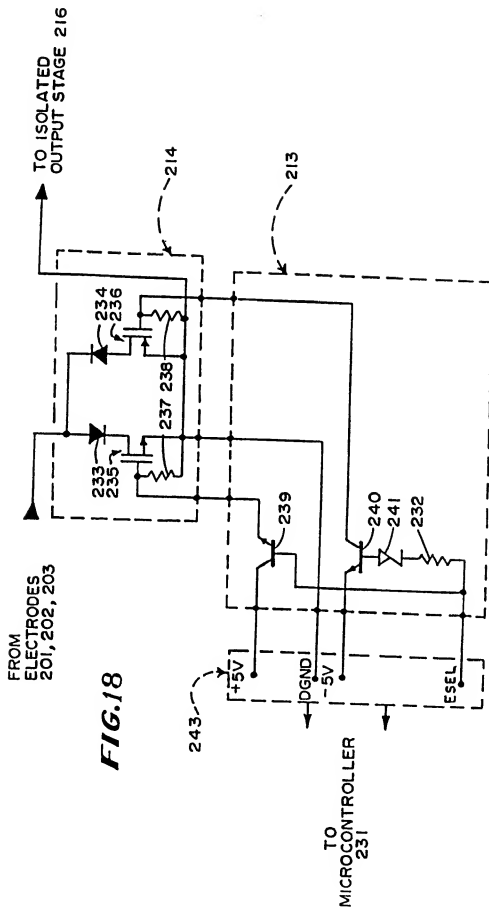 FROM
ELECTRODES
201, 202, 203
TO ISOLATED
OUTPUT STAGE 216
214
213
233
235
234
236
237
238
239
240
241
232
243
+5V
DGND
-5V
ESEL
TO
MICROCONTROLLER
231
FIG.18